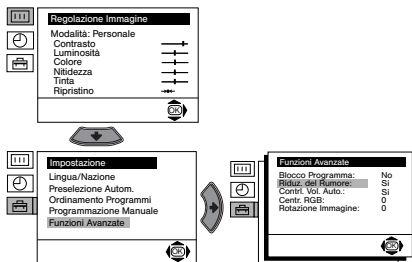 Regolazione Immagine
Modalità: Personale
Contrasto
Luminosità
Colore
Nitidezza
Tinta
Ripristino
OK
Impostazione
Lingua/Nazione
Preselezione Autom.
Ordinamento Programmi
Programmazione Manuale
Funzioni Avanzate
OK
Funzioni Avanzate
Blocco Programma: No
Riduz. del Rumore: Si
Contrl. Vol. Auto.: Si
Centr. RGB: 0
Rotazione Immagine: 0
OK